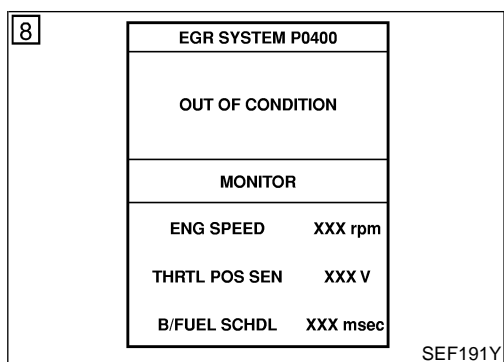 8
EGR SYSTEM P0400
OUT OF CONDITION
MONITOR
ENG SPEED XXX rpm
THRTL POS SEN XXX V
B/FUEL SCHDL XXX msec
SEF191Y